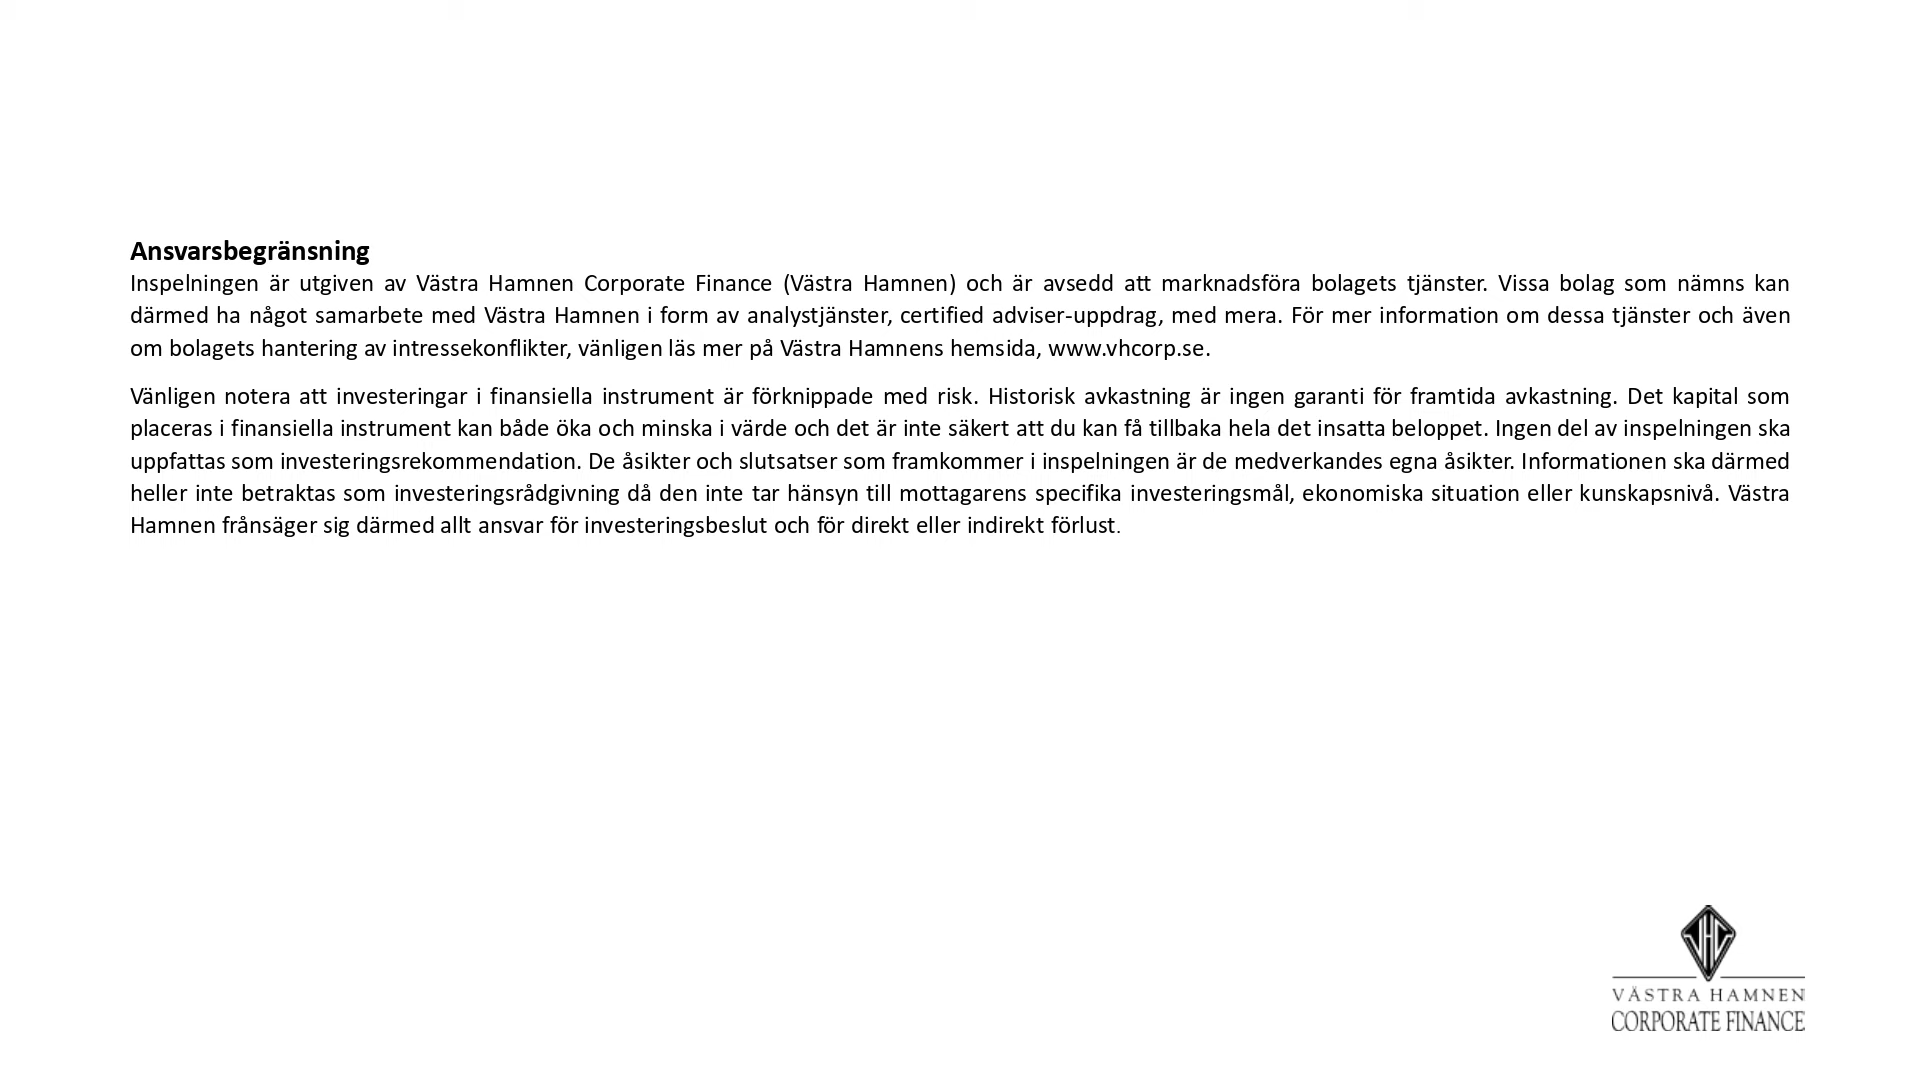 Ansvarsbegränsning
Inspelningen är utgiven av Västra Hamnen Corporate Finance (Västra Hamnen) och är avsedd att marknadsföra bolagets tjänster. Vissa bolag som nämns kan
därmed ha något samarbete med Västra Hamnen i form av analystjänster, certified adviser-uppdrag, med mera. För mer information om dessa tjänster och även
om bolagets hantering av intressekonflikter, vänligen läs mer på Västra Hamnens hemsida, www.vhcorp.se.
Vänligen notera att investeringar i finansiella instrument är förknippade med risk. Historisk avkastning är ingen garanti för framtida avkastning. Det kapital som
placeras i finansiella instrument kan både öka och minska i värde och det är inte säkert att du kan få tillbaka hela det insatta beloppet. Ingen del av inspelningen ska
uppfattas som investeringsrekommendation. De åsikter och slutsatser som framkommer i inspelningen är de medverkandes egna åsikter. Informationen ska därmed
heller inte betraktas som investeringsrådgivning då den inte tar hänsyn till mottagarens specifika investeringsmål, ekonomiska situation eller kunskapsnivå. Västra
Hamnen frånsäger sig därmed allt ansvar för investeringsbeslut och för direkt eller indirekt förlust.
VHC
VÄSTRA HAMNEN
CORPORATE FINANCE